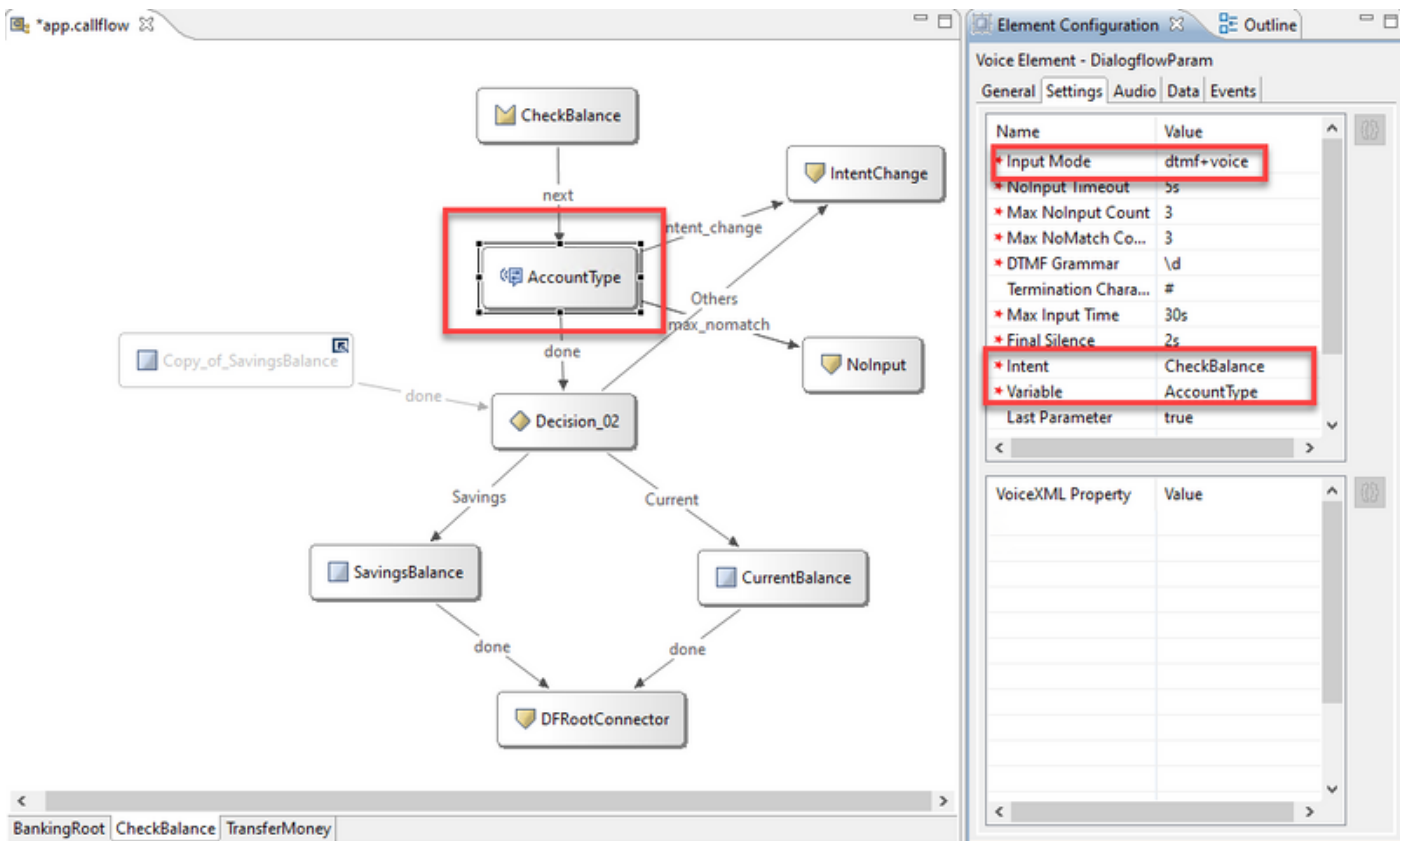 *app.callflow
CheckBalance
next
IntentChange
ntent_change
AccountType
Others
max_nomatch
done
NoInput
Copy_of_SavingsBalance
done
Decision_02
Savings
Current
SavingsBalance
CurrentBalance
done
done
DFRootConnector
BankingRoot CheckBalance TransferMoney
Element Configuration Outline
Voice Element - DialogflowParam
General Settings Audio Data Events
Name Value
* Input Mode dtmf+voice
* NoInput Timeout 5s
* Max NoInput Count 3
* Max NoMatch Co... 3
* DTMF Grammar \d
Termination Chara... #
* Max Input Time 30s
* Final Silence 2s
* Intent CheckBalance
* Variable AccountType
Last Parameter true
VoiceXML Property Value